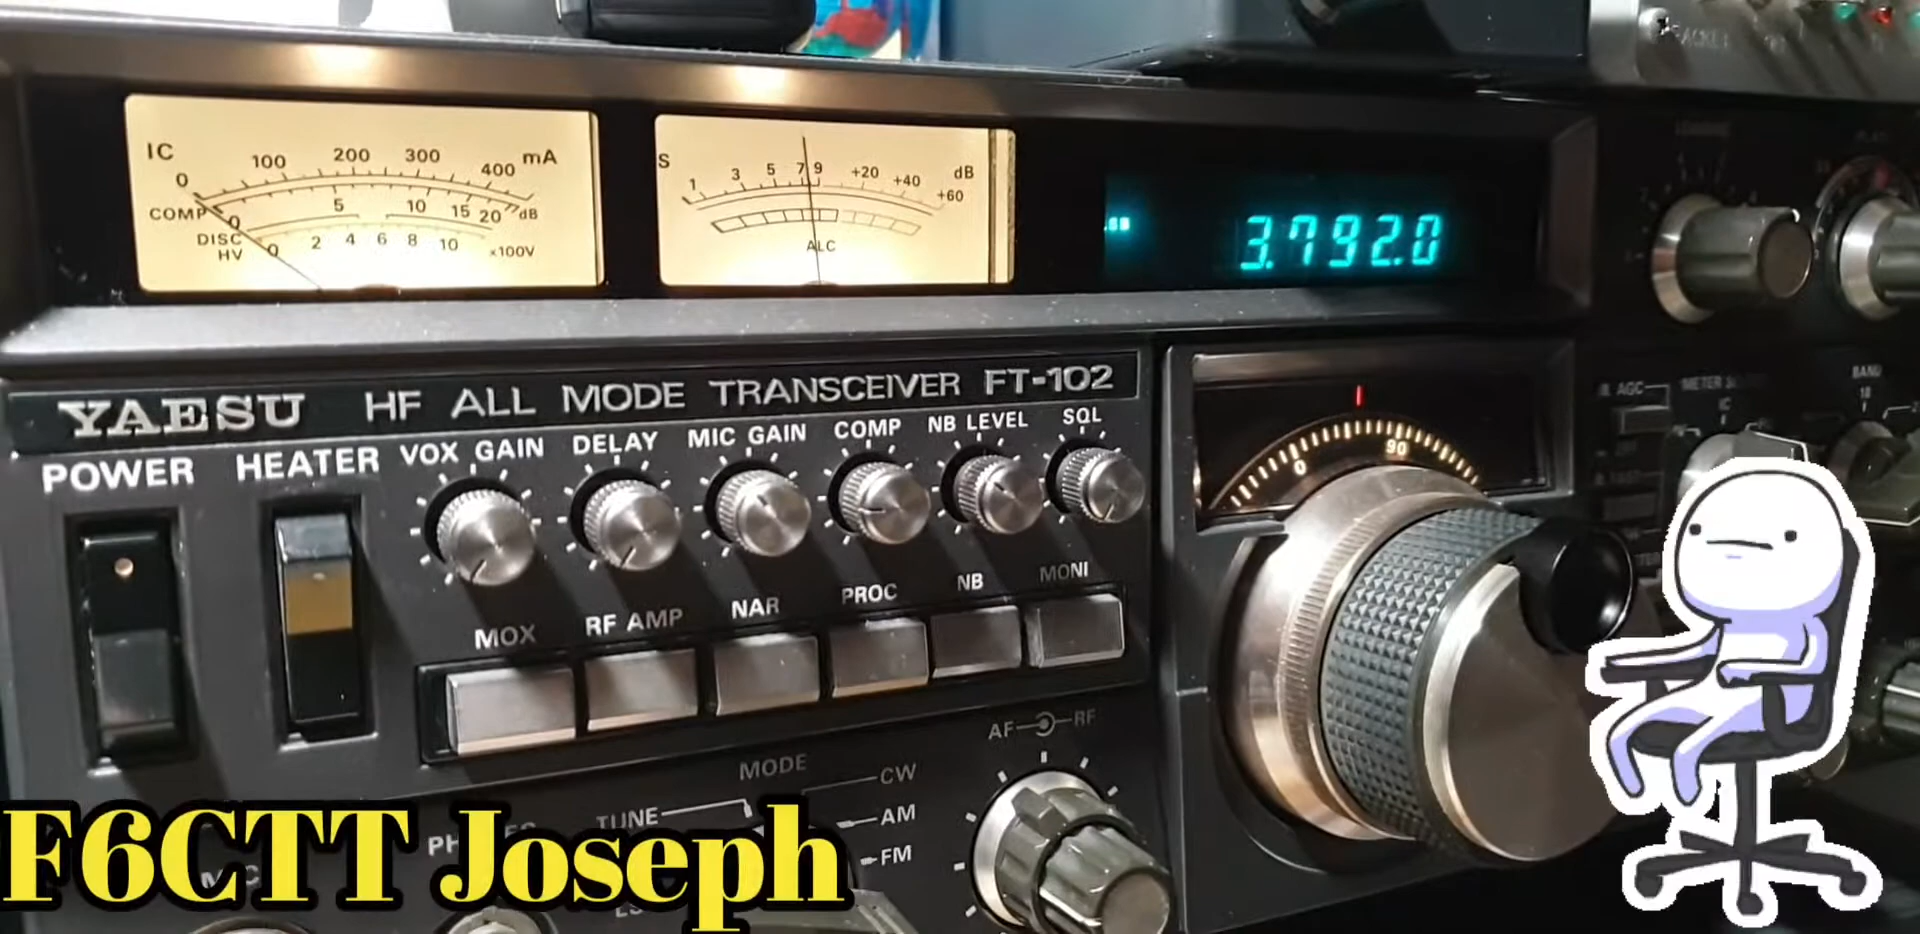 IC 0 100 200 300 400 mA
COMP 0 5 10 15 20 dB
DISC
HV 0 2 4 6 8 10 ×100V
S 1 3 5 7 9 +20 +40 +60 dB
ALC
3.792.0
YAESU HF ALL MODE TRANSCEIVER FT-102
POWER HEATER VOX GAIN DELAY MIC GAIN COMP NB LEVEL SQL
0 90
AGC
IC
BAND
10
MOX RF AMP NAR PROC NB MONI
AF RF
MODE
CW
TUNE AM
FM
F6CTT Joseph